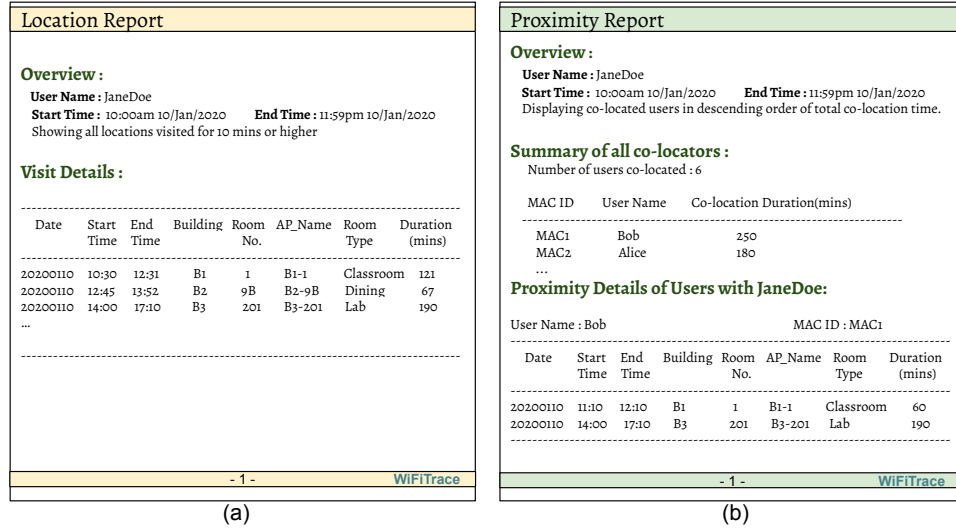 Location Report
Overview :
User Name : JaneDoe
Start Time : 10:00am 10/Jan/2020 End Time : 11:59pm 10/Jan/2020
Showing all locations visited for 10 mins or higher
Visit Details :
Date Start Time End Time Building Room No. AP_Name Room Type Duration (mins)
20200110 10:30 12:31 B1 1 B1-1 Classroom 121
20200110 12:45 13:52 B2 9B B2-9B Dining 67
20200110 14:00 17:10 B3 201 B3-201 Lab 190
...
- 1 - WiFiTrace
(a)
Proximity Report
Overview :
User Name : JaneDoe
Start Time : 10:00am 10/Jan/2020 End Time : 11:59pm 10/Jan/2020
Displaying co-located users in descending order of total co-location time.
Summary of all co-locators :
Number of users co-located : 6
MAC ID User Name Co-location Duration(mins)
MAC1 Bob 250
MAC2 Alice 180
...
Proximity Details of Users with JaneDoe:
User Name : Bob MAC ID : MAC1
Date Start Time End Time Building Room No. AP_Name Room Type Duration (mins)
20200110 11:10 12:10 B1 1 B1-1 Classroom 60
20200110 14:00 17:10 B3 201 B3-201 Lab 190
- 1 - WiFiTrace
(b)